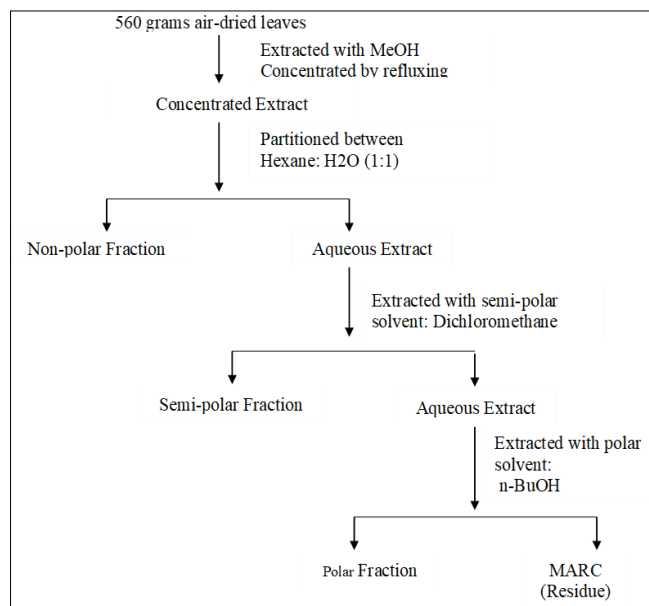 560 grams air-dried leaves
Extracted with MeOH
Concentrated by refluxing
Concentrated Extract
Partitioned between
Hexane: H2O (1:1)
Non-polar Fraction
Aqueous Extract
Extracted with semi-polar
solvent: Dichloromethane
Semi-polar Fraction
Aqueous Extract
Extracted with polar
solvent:
n-BuOH
Polar Fraction
MARC
(Residue)